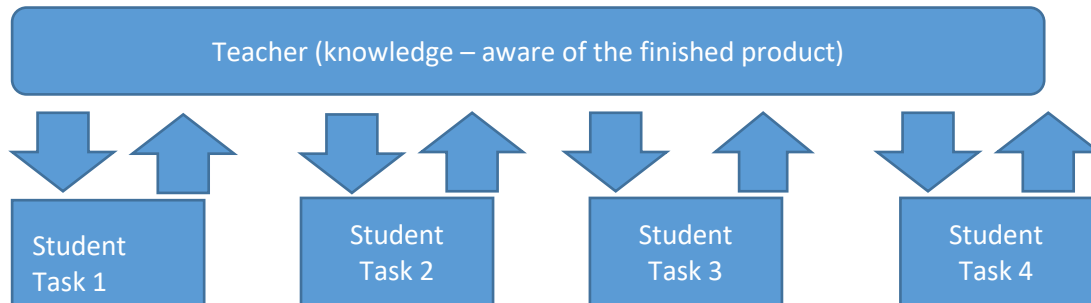 Teacher (knowledge – aware of the finished product)
Student
Task 1
Student
Task 2
Student
Task 3
Student
Task 4